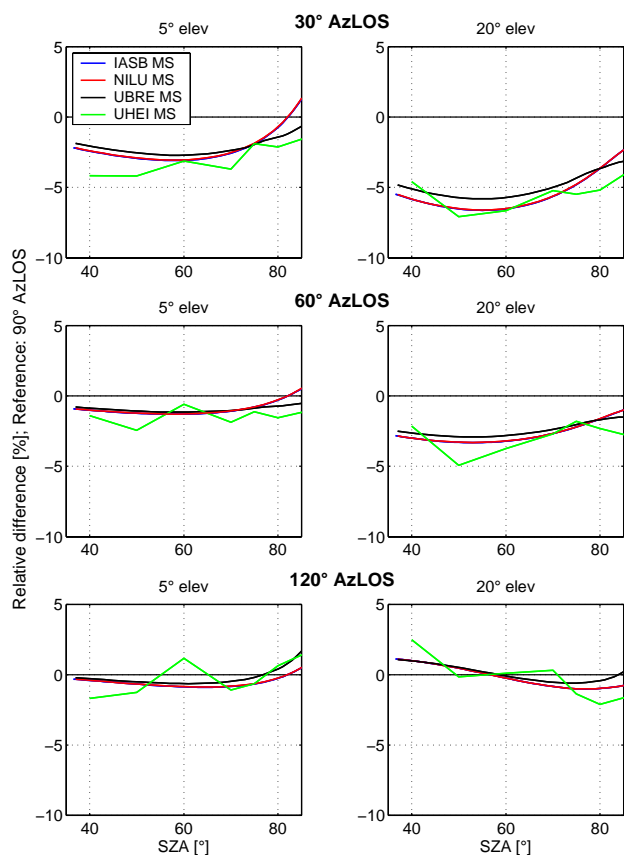 30° AzLOS
5° elev
20° elev
IASB MS
NILU MS
UBRE MS
UHEI MS
5
0
−5
−10
40
60
80
5
0
−5
−10
40
60
80
60° AzLOS
5° elev
20° elev
5
0
−5
−10
40
60
80
5
0
−5
−10
40
60
80
120° AzLOS
5° elev
20° elev
5
0
−5
−10
40
60
80
SZA [°]
5
0
−5
−10
40
60
80
SZA [°]
Relative difference [%]; Reference: 90° AzLOS